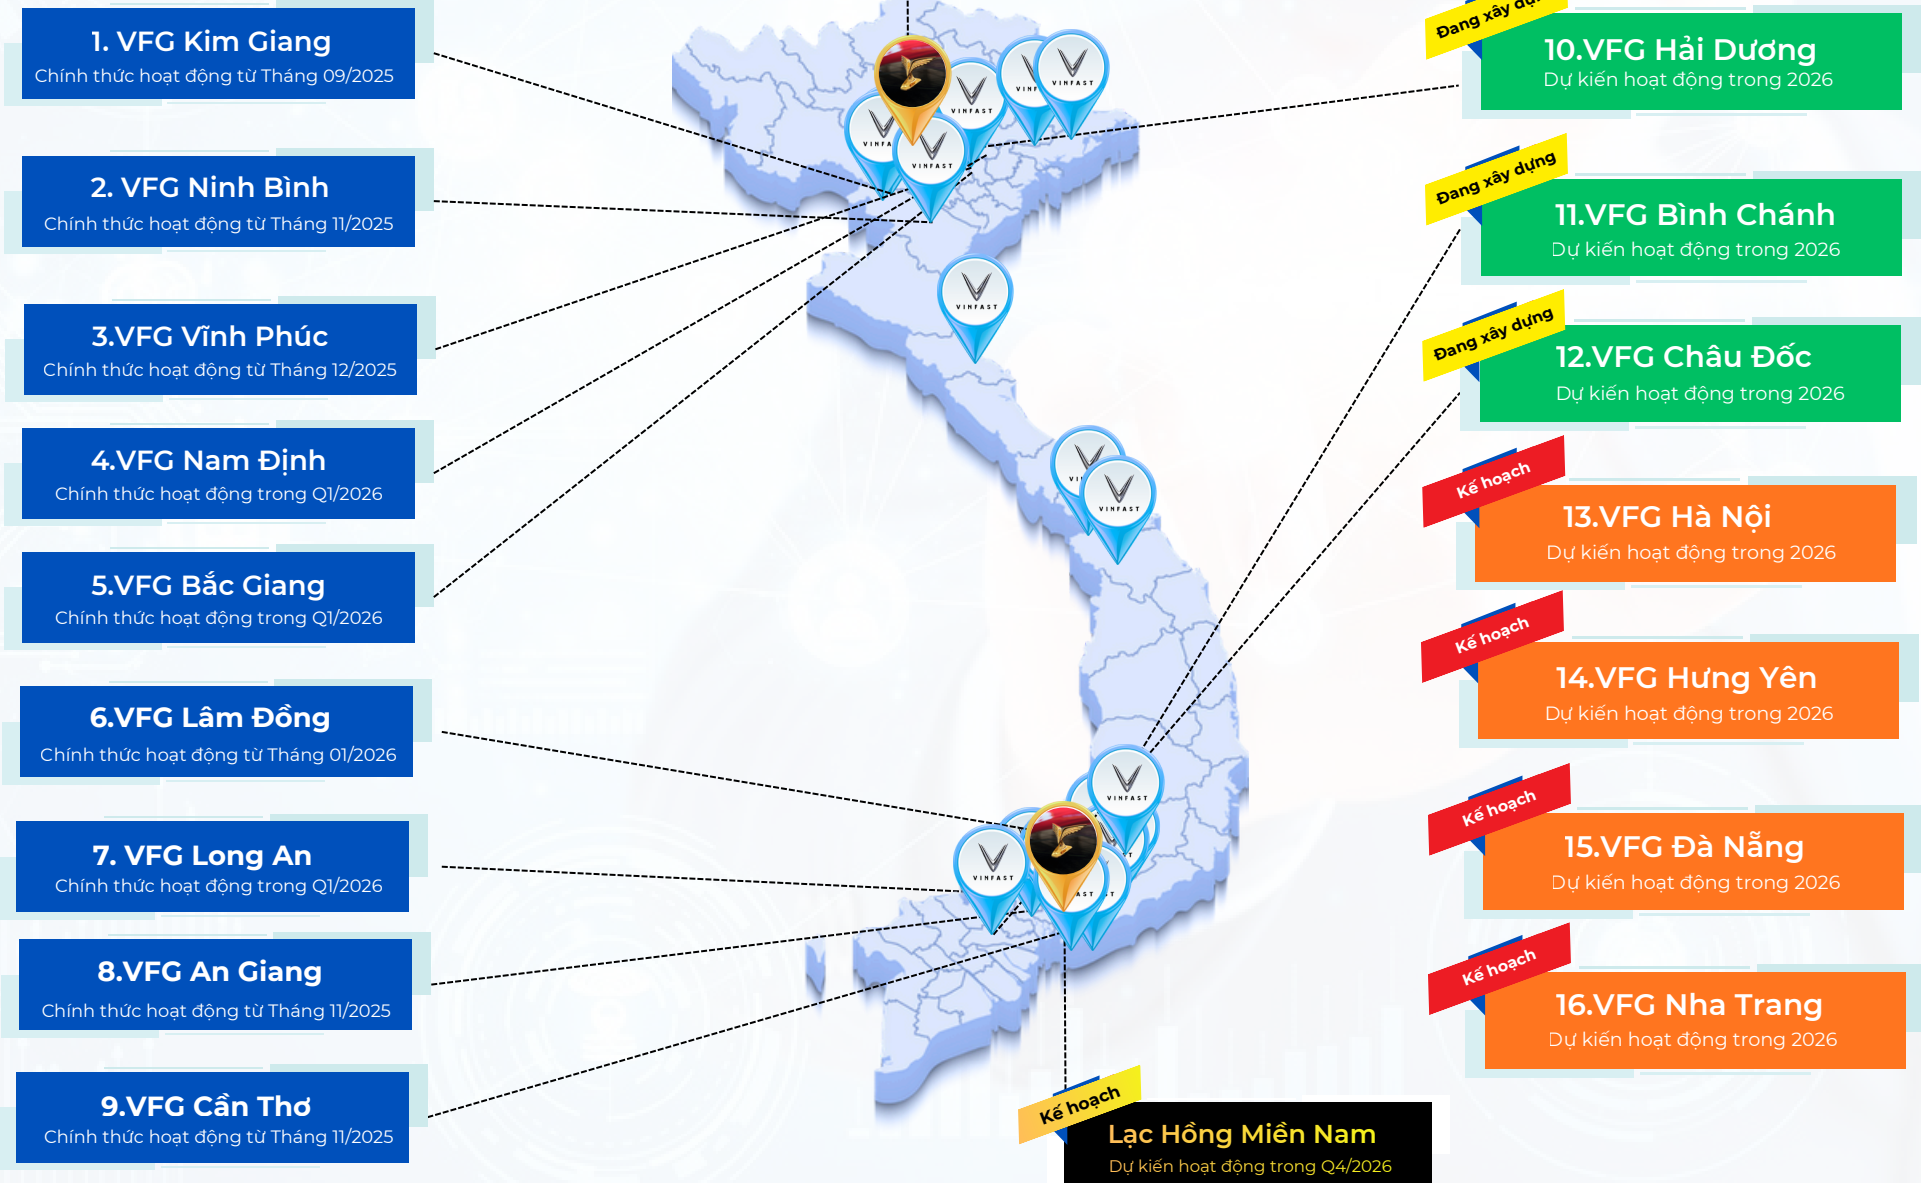 1. VFG Kim Giang
Chính thức hoạt động từ Tháng 09/2025
2. VFG Ninh Bình
Chính thức hoạt động từ Tháng 11/2025
3.VFG Vĩnh Phúc
Chính thức hoạt động từ Tháng 12/2025
4.VFG Nam Định
Chính thức hoạt động trong Q1/2026
5.VFG Bắc Giang
Chính thức hoạt động trong Q1/2026
6.VFG Lâm Đồng
Chính thức hoạt động từ Tháng 01/2026
7. VFG Long An
Chính thức hoạt động trong Q1/2026
8.VFG An Giang
Chính thức hoạt động từ Tháng 11/2025
9.VFG Cần Thơ
Chính thức hoạt động từ Tháng 11/2025
VINFAST
VINFAST
VINFAST
VINFAST
VINFAST
VINFAST
VINFAST
Kế hoạch
Lạc Hồng Miền Nam
Dự kiến hoạt động trong Q4/2026
Đang xây
10.VFG Hải Dương
Dự kiến hoạt động trong 2026
Đang xây dựng
11.VFG Bình Chánh
Dự kiến hoạt động trong 2026
Đang xây dựng
12.VFG Châu Đốc
Dự kiến hoạt động trong 2026
Kế hoạch
13.VFG Hà Nội
Dự kiến hoạt động trong 2026
Kế hoạch
14.VFG Hưng Yên
Dự kiến hoạt động trong 2026
Kế hoạch
15.VFG Đà Nẵng
Dự kiến hoạt động trong 2026
Kế hoạch
16.VFG Nha Trang
Dự kiến hoạt động trong 2026